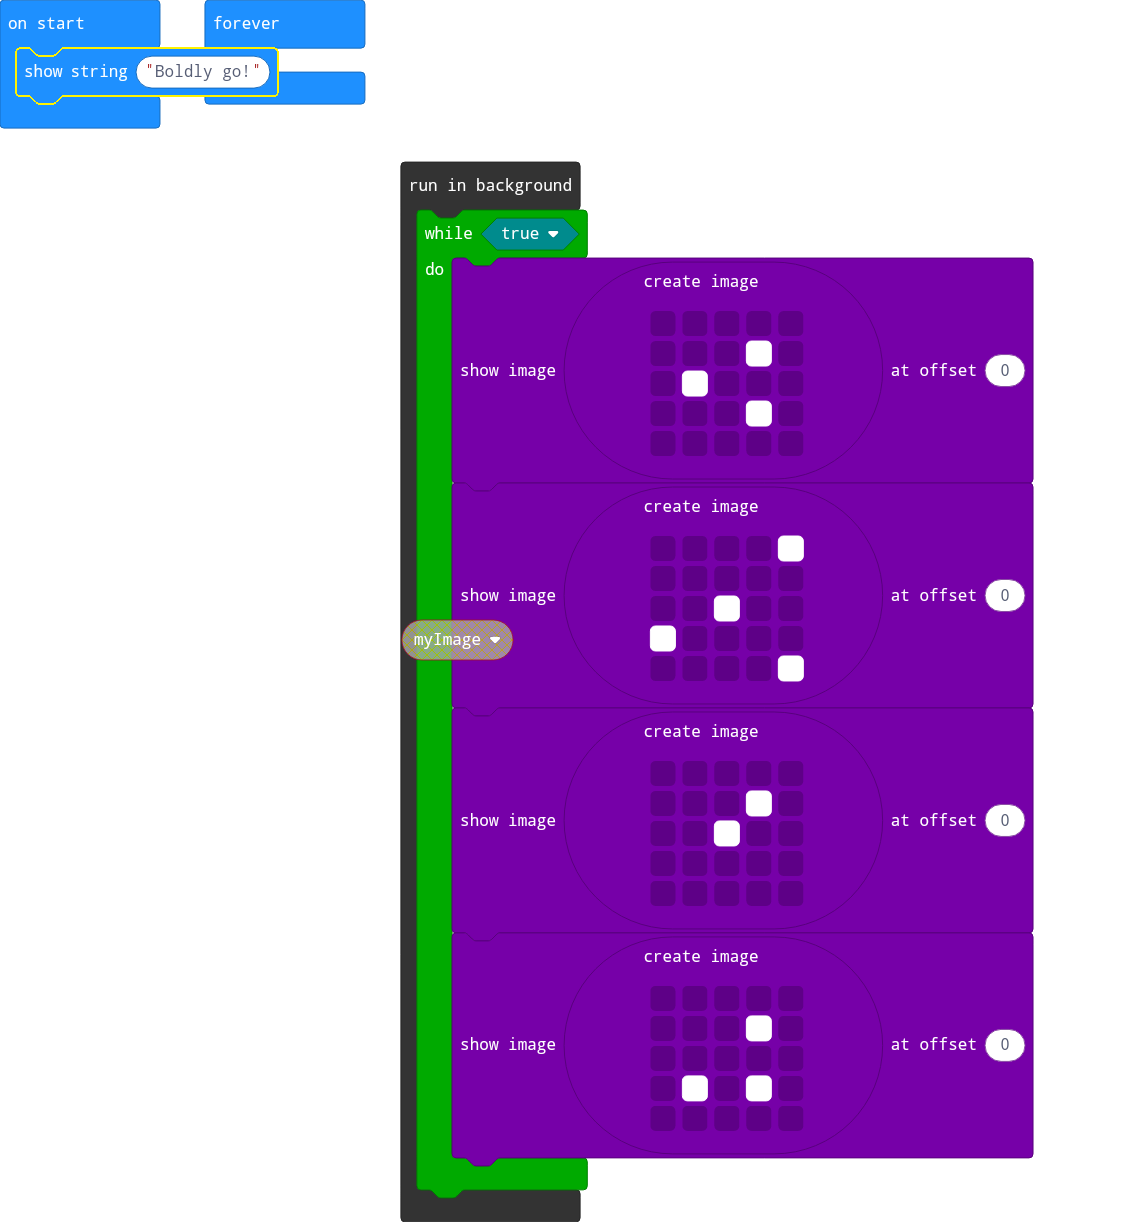 on start
forever
show string "Boldly go!"
run in background
while true
do
create image
show image at offset 0
create image
show image at offset 0
myImage
create image
show image at offset 0
create image
show image at offset 0